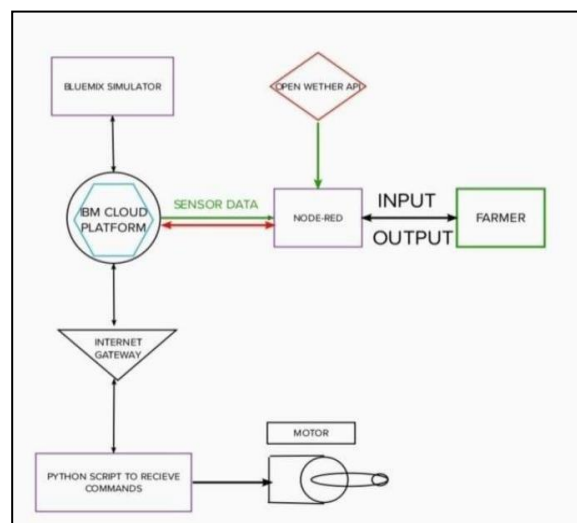 BLUEMIX SIMULATOR
OPEN WETHER API
IBM CLOUD
PLATFORM
SENSOR DATA
NODE-RED
INPUT
OUTPUT
FARMER
INTERNET
GATEWAY
MOTOR
PYTHON SCRIPT TO RECIEVE
COMMANDS